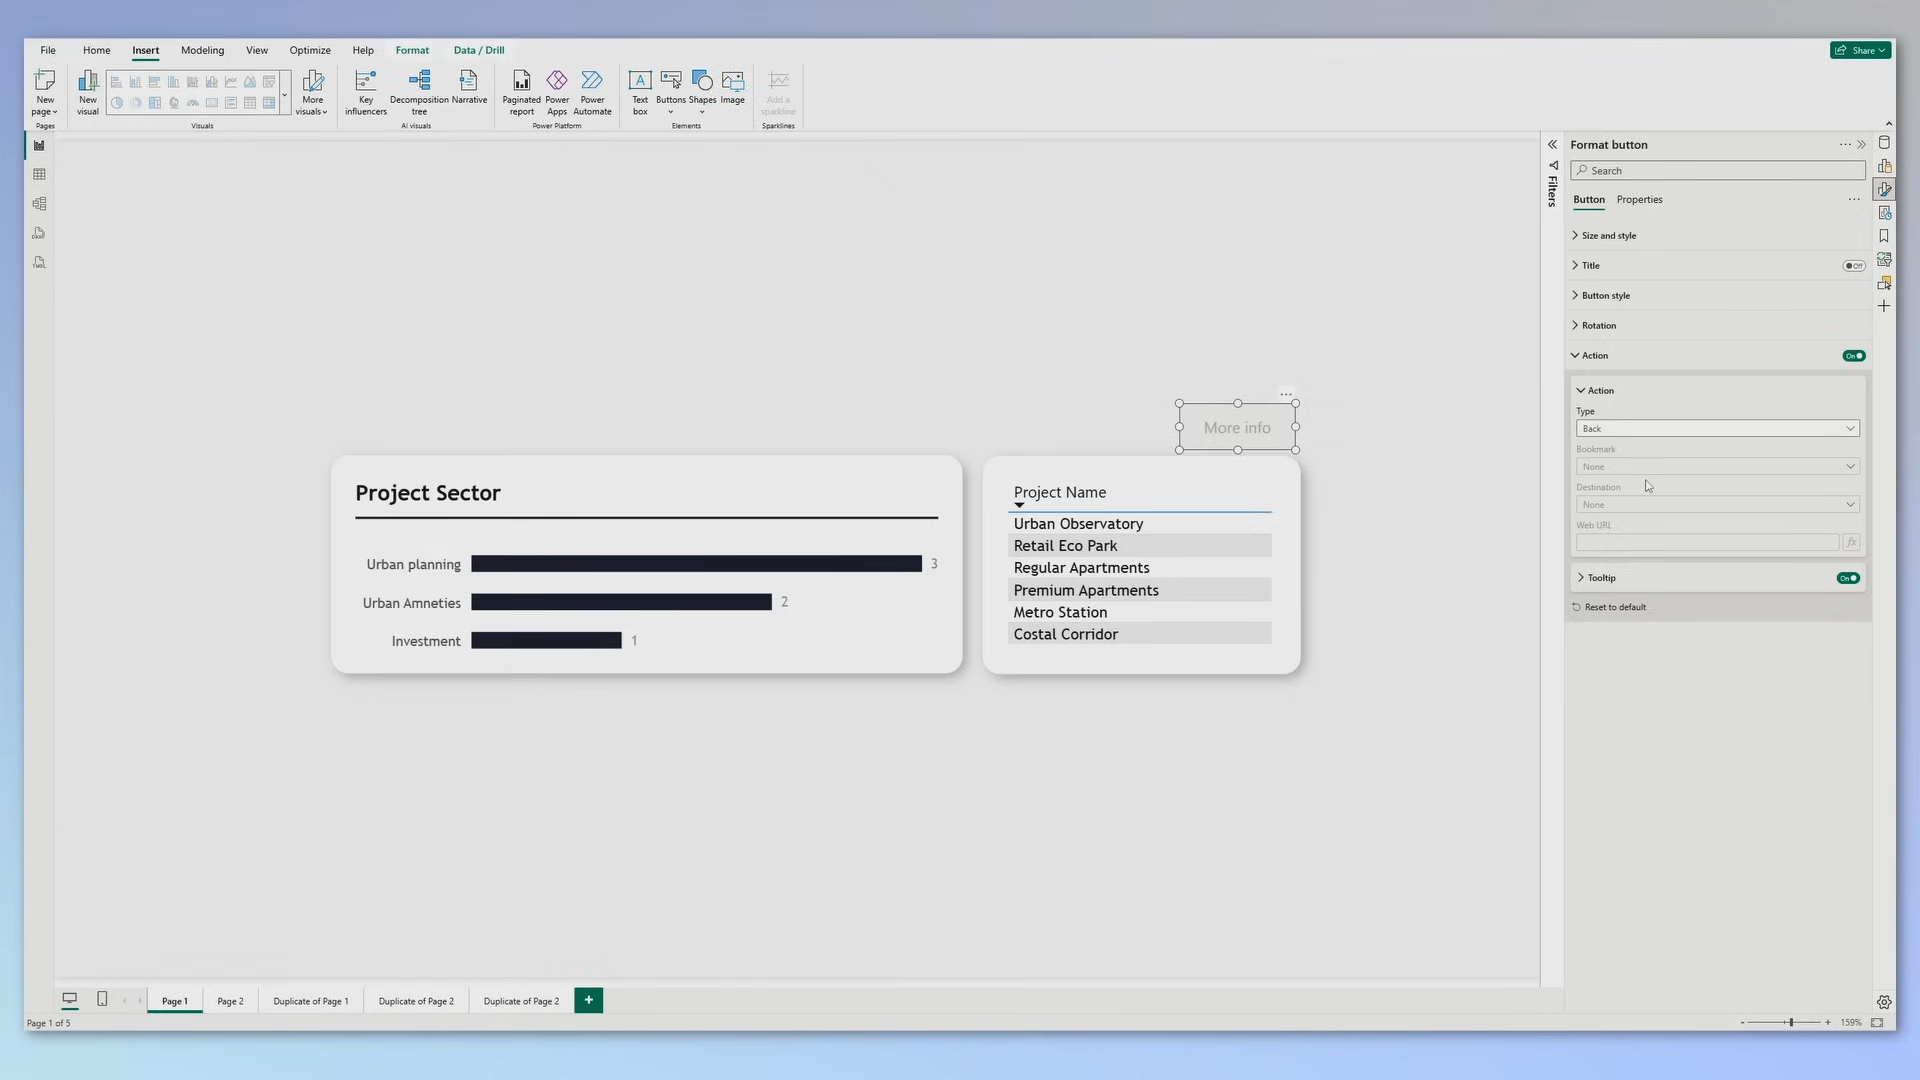 File Home Insert Modeling View Optimize Help Format Data / Drill Share
New page
New visual
More visuals
Key influencers
Decomposition tree
Narrative
Paginated report
Power Apps
Power Automate
Text box
Buttons
Shapes
Image
Add a sparkline
Pages Visuals AI visuals Power Platform Elements Sparklines
Filters
Format button
Search
Button Properties
Size and style
Title Off
Button style
Rotation
Action On
Action
Type
Back
Bookmark
None
Destination
None
Web URL
fx
Tooltip On
Reset to default
More info
Project Sector
Urban planning 3
Urban Amneties 2
Investment 1
Project Name
Urban Observatory
Retail Eco Park
Regular Apartments
Premium Apartments
Metro Station
Costal Corridor
Page 1 Page 2 Duplicate of Page 1 Duplicate of Page 2 Duplicate of Page 2 +
Page 1 of 5
- + 159%